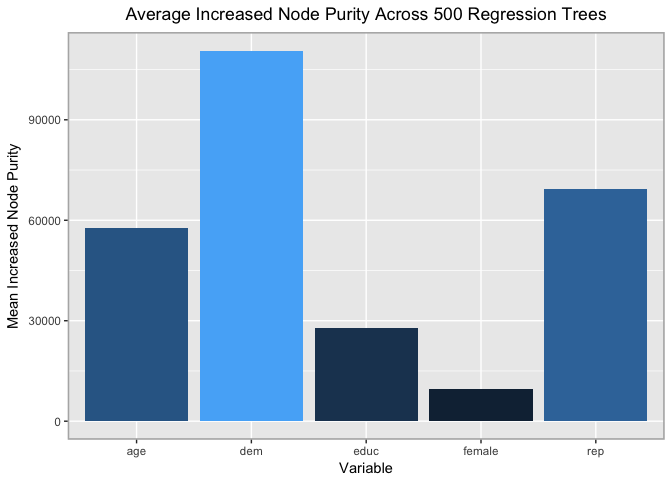 Average Increased Node Purity Across 500 Regression Trees
Mean Increased Node Purity
90000
60000
30000
0
age dem educ female rep
Variable